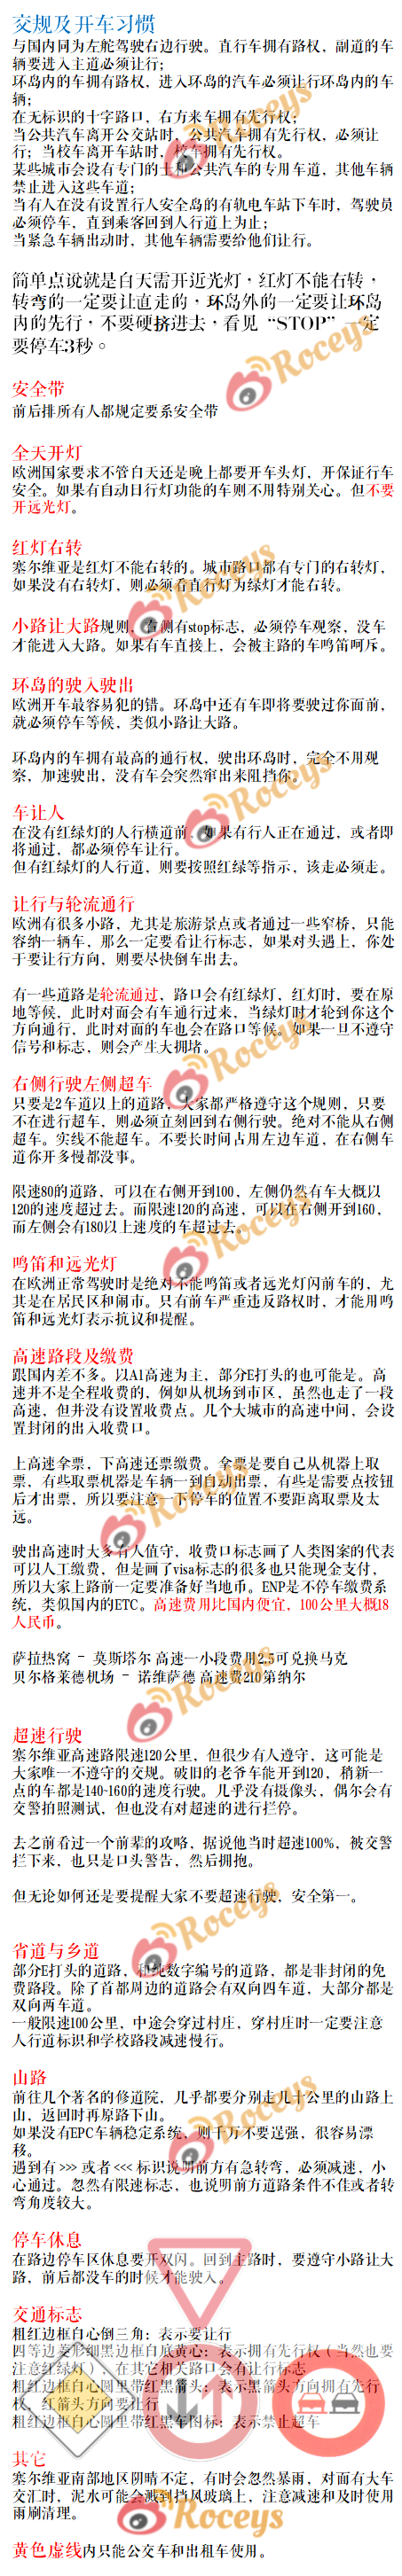 交规及开车习惯
与国内同为左舵驾驶右边行驶。直行车拥有路权，副道的车
辆要进入主道必须让行；
环岛内的车拥有路权，进入环岛的汽车必须让行环岛内的车
辆；
在无标识的十字路口，右方来车拥有先行权；
当公共汽车离开公交站时，公共汽车拥有先行权，必须让
行；当校车离开车站时，校车拥有先行权。
某些城市会设有专门的士和公共汽车的专用车道，其他车辆
禁止进入这些车道；
当有人在没有设置行人安全岛的有轨电车站下车时，驾驶员
必须停车，直到乘客回到人行道上为止；
当紧急车辆出动时，其他车辆需要给他们让行。
简单点说就是白天需开近光灯，红灯不能右转，
转弯的一定要让直走的，环岛外的一定要让环岛
内的先行，不要硬挤进去，看见“STOP”一定
要停车3秒。
安全带
前后排所有人都规定要系安全带
全天开灯
欧洲国家要求不管白天还是晚上都要开车头灯，开保证行车
安全。如果有自动日行灯功能的车则不用特别关心。但不要
开远光灯。
红灯右转
塞尔维亚是红灯不能右转的。城市路口都有专门的右转灯，
如果没有右转灯，则必须看直行灯为绿灯才能右转。
小路让大路规则，右侧有stop标志，必须停车观察，没车
才能进入大路。如果有车直接上，会被主路的车鸣笛呵斥。
环岛的驶入驶出
欧洲开车最容易犯的错。环岛中还有车即将要驶过你面前，
就必须停车等候，类似小路让大路。
环岛内的车拥有最高的通行权，驶出环岛时，完全不用观
察，加速驶出，没有车会突然窜出来阻挡你。
车让人
在没有红绿灯的人行横道前，如果有行人正在通过，或者即
将通过，都必须停车让行。
但有红绿灯的人行道，则要按照红绿等指示，该走必须走。
让行与轮流通行
欧洲有很多小路，尤其是旅游景点或者通过一些窄桥，只能
容纳一辆车，那么一定要看让行标志，如果对头遇上，你处
于要让行方向，则要尽快倒车出去。
有一些道路是轮流通过，路口会有红绿灯，红灯时，要在原
地等候，此时对面会有车通行过来，当绿灯时才轮到你这个
方向通行，此时对面的车也会在路口等候。如果一旦不遵守
信号和标志，则会产生大拥堵。
右侧行驶左侧超车
只要是2车道以上的道路，大家都严格遵守这个规则，只要
不在进行超车，则必须立刻回到右侧行驶。绝对不能从右侧
超车。实线不能超车。不要长时间占用左边车道，在右侧车
道你开多慢都没事。
限速80的道路，可以在右侧开到100，左侧仍然有车大概以
120的速度超过去。而限速120的高速，可以在右侧开到160，
而左侧会有180以上速度的车超过去。
鸣笛和远光灯
在欧洲正常驾驶时是绝对不能鸣笛或者远光灯闪前车的，尤
其是在居民区和闹市。只有前车严重违反路权时，才能用鸣
笛和远光灯表示抗议和提醒。
高速路段及缴费
跟国内差不多。以A1高速为主，部分E打头的也可能是。高
速并不是全程收费的，例如从机场到市区，虽然也走了一段
高速，但并没有设置收费点。几个大城市的高速中间，会设
置封闭的出入收费口。
上高速拿票，下高速还票缴费。拿票是要自己从机器上取
票，有些取票机器是车辆一到自动出票，有些是需要点按钮
后才出票，所以要注意一下停车的位置不要距离取票及太
远。
驶出高速时大多有人值守，收费口标志画了人类图案的代表
可以人工缴费，但是画了visa标志的很多也只能现金支付，
所以大家上路前一定要准备好当地币。ENP是不停车缴费系
统，类似国内的ETC。高速费用比国内便宜，100公里大概18
人民币。
萨拉热窝 - 莫斯塔尔 高速一小段费用2.5可兑换马克
贝尔格莱德机场 - 诺维萨德 高速费210第纳尔
超速行驶
塞尔维亚高速路限速120公里，但很少有人遵守，这可能是
大家唯一不遵守的交规。破旧的老爷车能开到120，稍新一
点的车都是140-160的速度行驶。几乎没有摄像头，偶尔会有
交警拍照测试，但也没有对超速的进行拦停。
去之前看过一个前辈的攻略，据说他当时超速100%，被交警
拦下来，也只是口头警告，然后拥抱。
但无论如何还是要提醒大家不要超速行驶，安全第一。
省道与乡道
部分E打头的道路，和纯数字编号的道路，都是非封闭的免
费路段。除了首都周边的道路会有双向四车道，大部分都是
双向两车道。
一般限速100公里，中途会穿过村庄，穿村庄时一定要注意
人行道标识和学校路段减速慢行。
山路
前往几个著名的修道院，几乎都要分别走几十公里的山路上
山，返回时再原路下山。
如果没有EPC车辆稳定系统，则千万不要逞强，很容易漂
移。
遇到有 >>> 或者 <<< 标识说明前方有急转弯，必须减速，小
心通过。忽然有限速标志，也说明前方道路条件不佳或者转
弯角度较大。
停车休息
在路边停车区休息要开双闪。回到主路时，要遵守小路让大
路，前后都没车的时候才能驶入。
交通标志
粗红边框白心倒三角：表示要让行
四等边菱形细黑边框白底黄心：表示拥有先行权（当然也要
注意红绿灯），在其它相关路口会有让行标志
粗红边框白心圆里带红黑箭头：表示黑箭头方向拥有先行
权，红箭头方向要让行
粗红边框白心圆里带红黑车图标：表示禁止超车
其它
塞尔维亚南部地区阴晴不定，有时会忽然暴雨，对面有大车
交汇时，泥水可能会溅到挡风玻璃上，注意减速和及时使用
雨刷清理。
黄色虚线内只能公交车和出租车使用。
Roceys
Roceys
Roceys
Roceys
Roceys
Roceys
Roceys
Roceys
Roceys
Roceys
Roceys